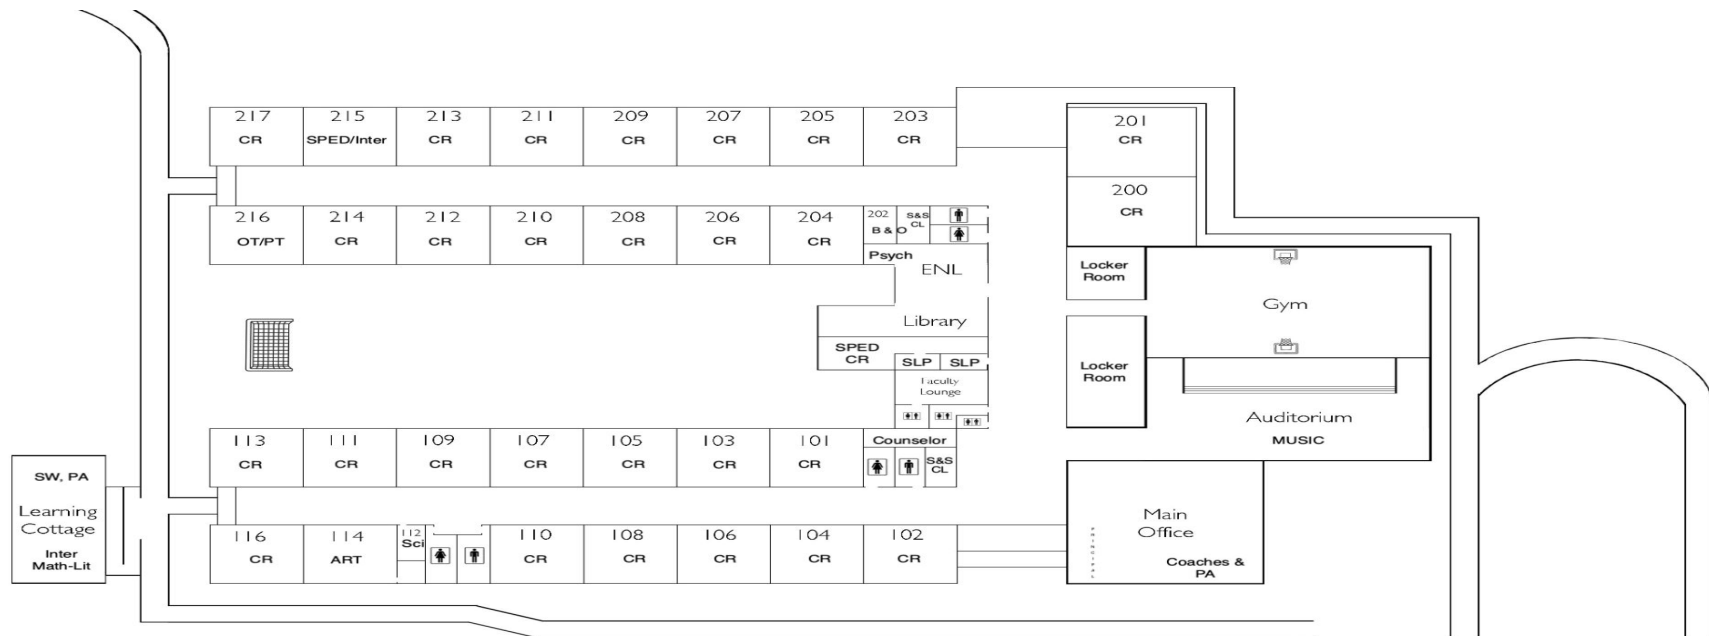 217
CR
215
SPED/Inter
213
CR
211
CR
209
CR
207
CR
205
CR
203
CR
201
CR
200
CR
216
OT/PT
214
CR
212
CR
210
CR
208
CR
206
CR
204
CR
202
B & O
S&S
CL
Psych
ENL
Library
SPED
CR
SLP
SLP
Faculty
Lounge
Locker
Room
Gym
Locker
Room
Auditorium
MUSIC
113
CR
111
CR
109
CR
107
CR
105
CR
103
CR
101
CR
Counselor
S&S
CL
SW, PA
Learning
Cottage
Inter
Math-Lit
116
CR
114
ART
112
Sci
110
CR
108
CR
106
CR
104
CR
102
CR
Main
Office
PRINCIPAL
Coaches &
PA